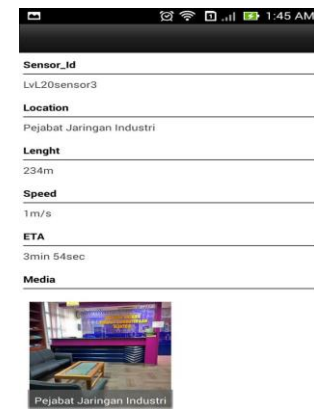 1:45 AM
Sensor_Id
LvL20sensor3
Location
Pejabat Jaringan Industri
Lenght
234m
Speed
1m/s
ETA
3min 54sec
Media
Pejabat Jaringan Industri